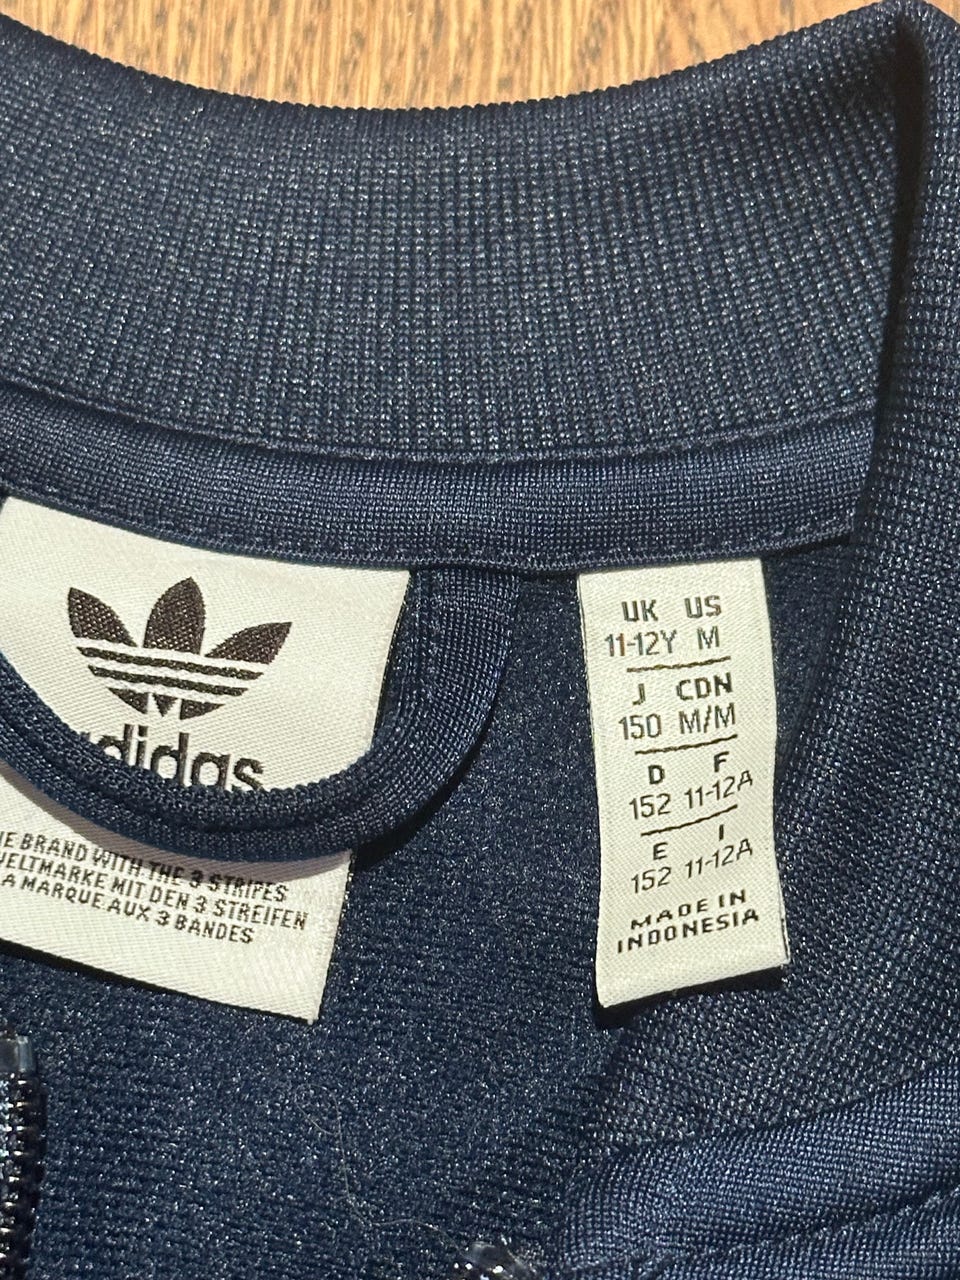 adidas
THE BRAND WITH THE 3 STRIPES
WELTMARKE MIT DEN 3 STREIFEN
LA MARQUE AUX 3 BANDES
UK US
11-12Y M
J CDN
150 M/M
D F
152 11-12A
E I
152 11-12A
MADE IN
INDONESIA